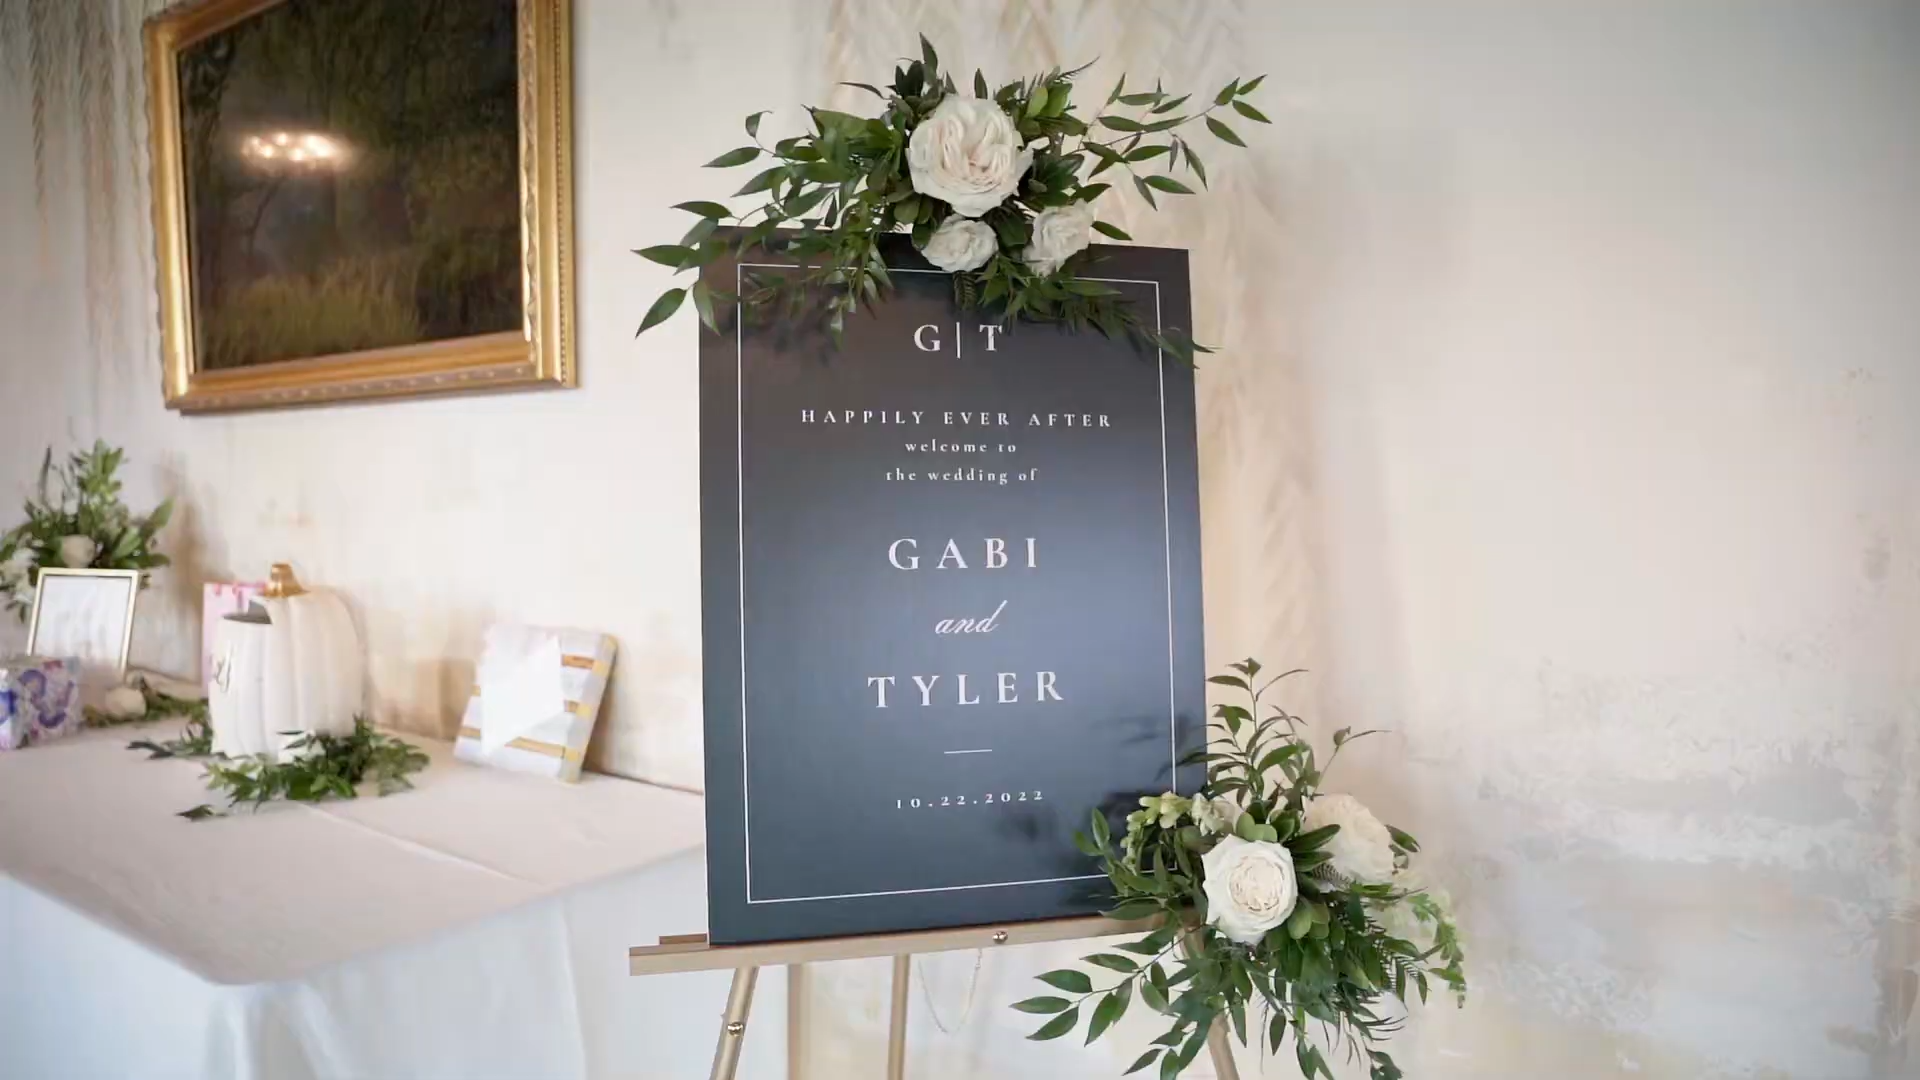 G|T
HAPPILY EVER AFTER
welcome to
the wedding of
GABI
and
TYLER
10.22.2022